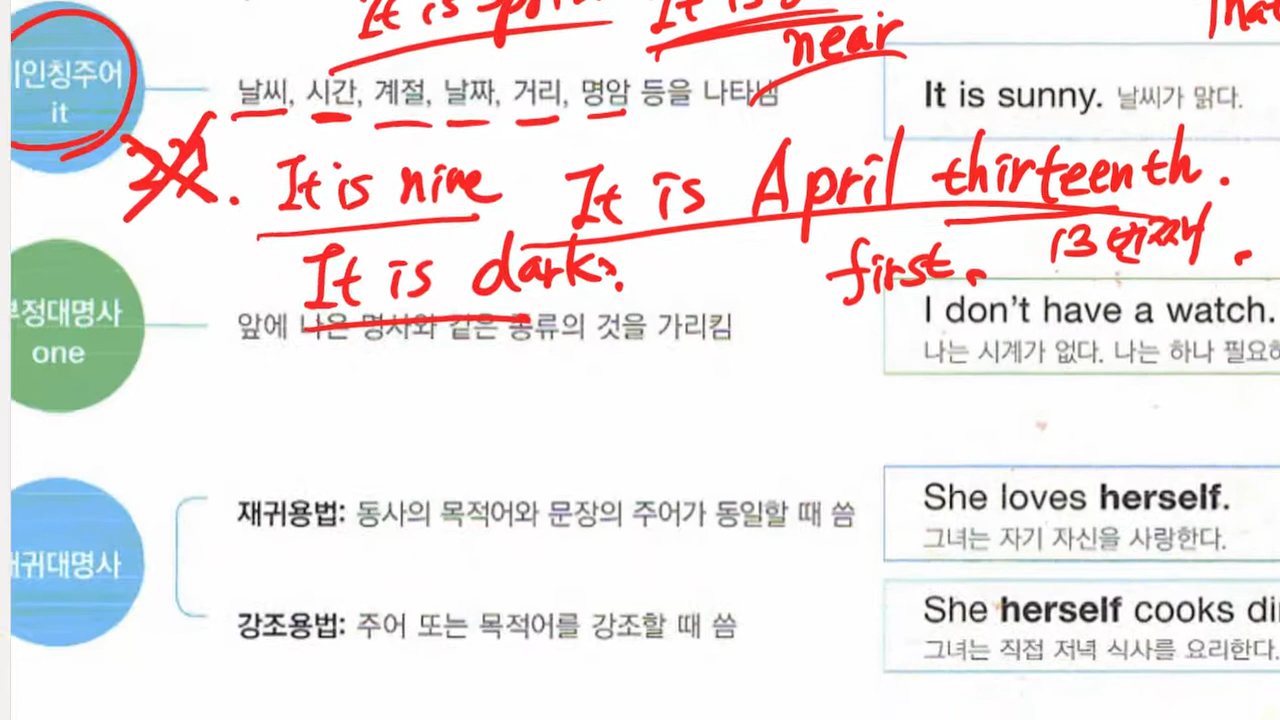 It is It is
near
인칭주어
it
날씨, 시간, 계절, 날짜, 거리, 명암 등을 나타냄
It is sunny. 날씨가 맑다.
It is nine It is April thirteenth.
It is dark. first. 13번째
정대명사
one
앞에 나온 명사와 같은 종류의 것을 가리킴
I don't have a watch.
나는 시계가 없다. 나는 하나 필요하
귀대명사
재귀용법: 동사의 목적어와 문장의 주어가 동일할 때 씀
She loves herself.
그녀는 자기 자신을 사랑한다.
강조용법: 주어 또는 목적어를 강조할 때 씀
She herself cooks di
그녀는 직접 저녁 식사를 요리한다.